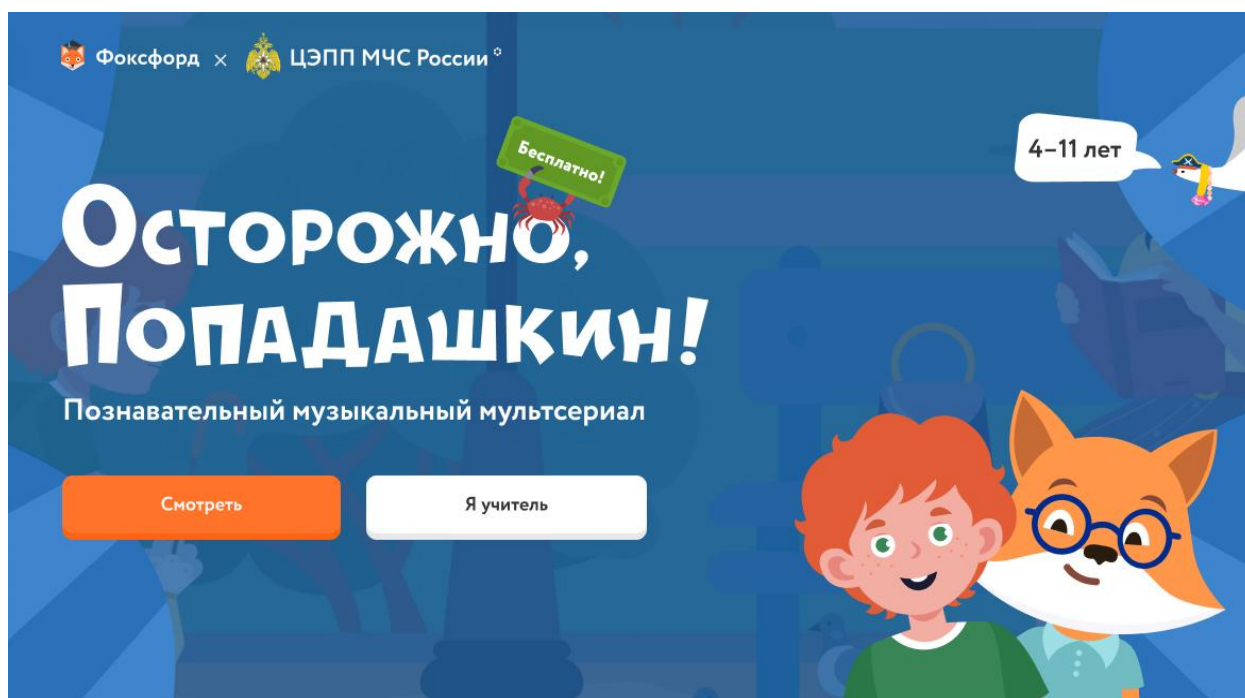 Фоксфорд × ЦЭПП МЧС России
Бесплатно!
4–11 лет
Осторожно,
Попадашкин!
Познавательный музыкальный мультсериал
Смотреть
Я учитель